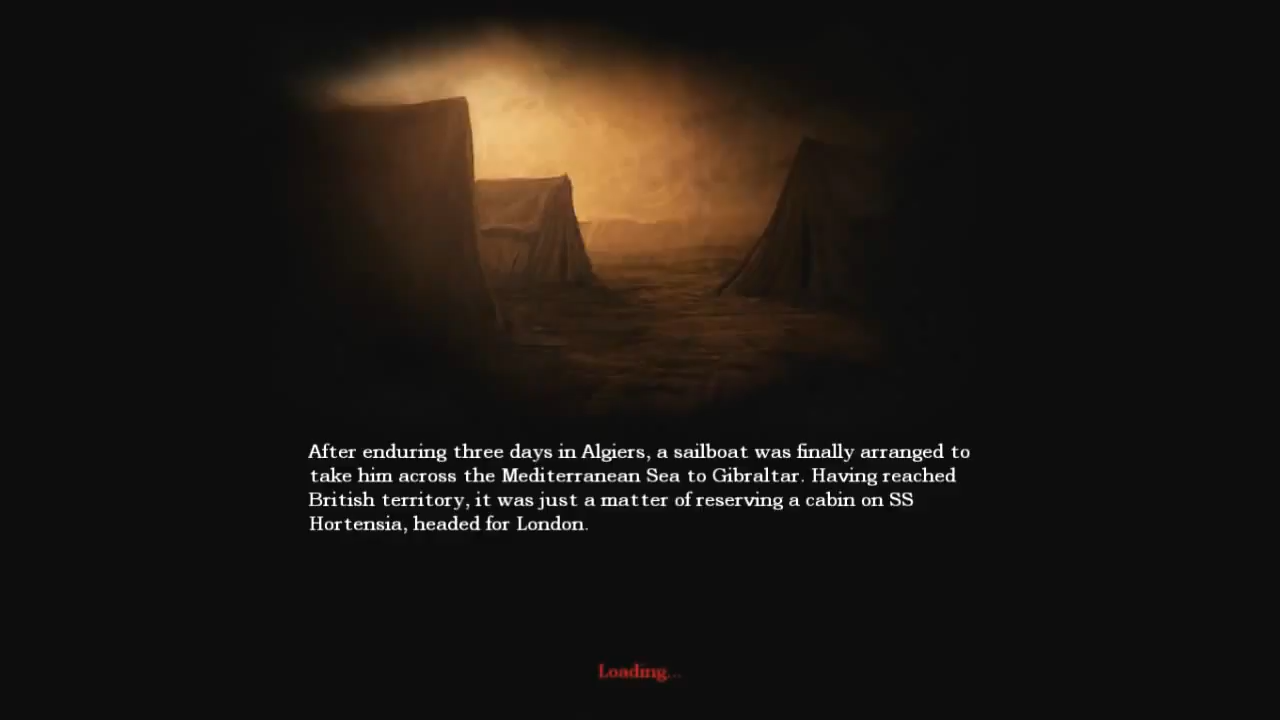 After enduring three days in Algiers, a sailboat was finally arranged to
take him across the Mediterranean Sea to Gibraltar. Having reached
British territory, it was just a matter of reserving a cabin on SS
Hortensia, headed for London.
Loading...